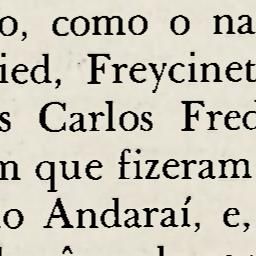 o, como o na
ied, Freycinet
s Carlos Fred
m que fizeram
o Andaraí, e,